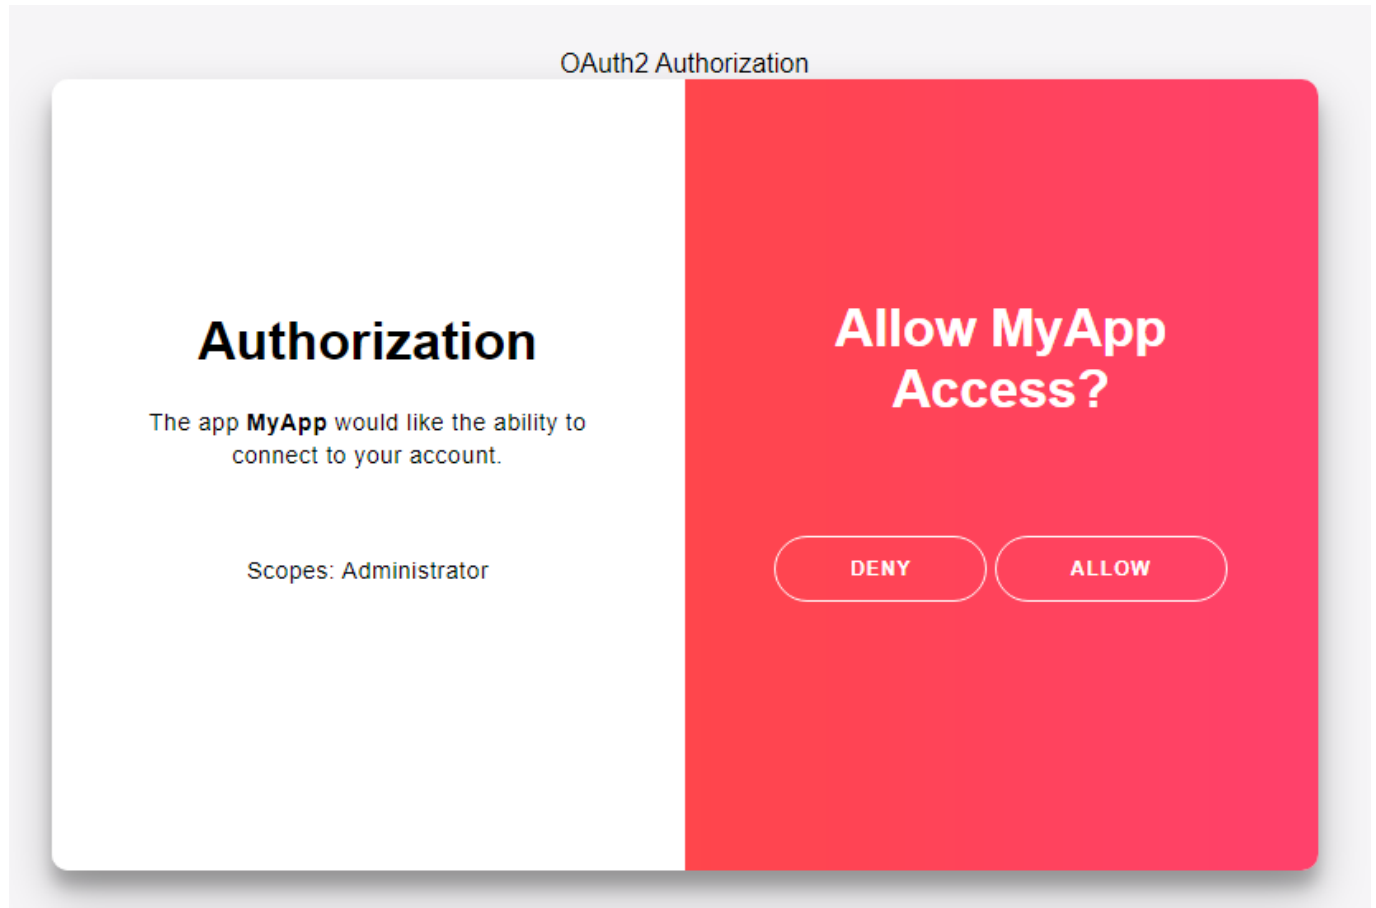 OAuth2 Authorization
Authorization
The app MyApp would like the ability to
connect to your account.
Scopes: Administrator
Allow MyApp
Access?
DENY
ALLOW